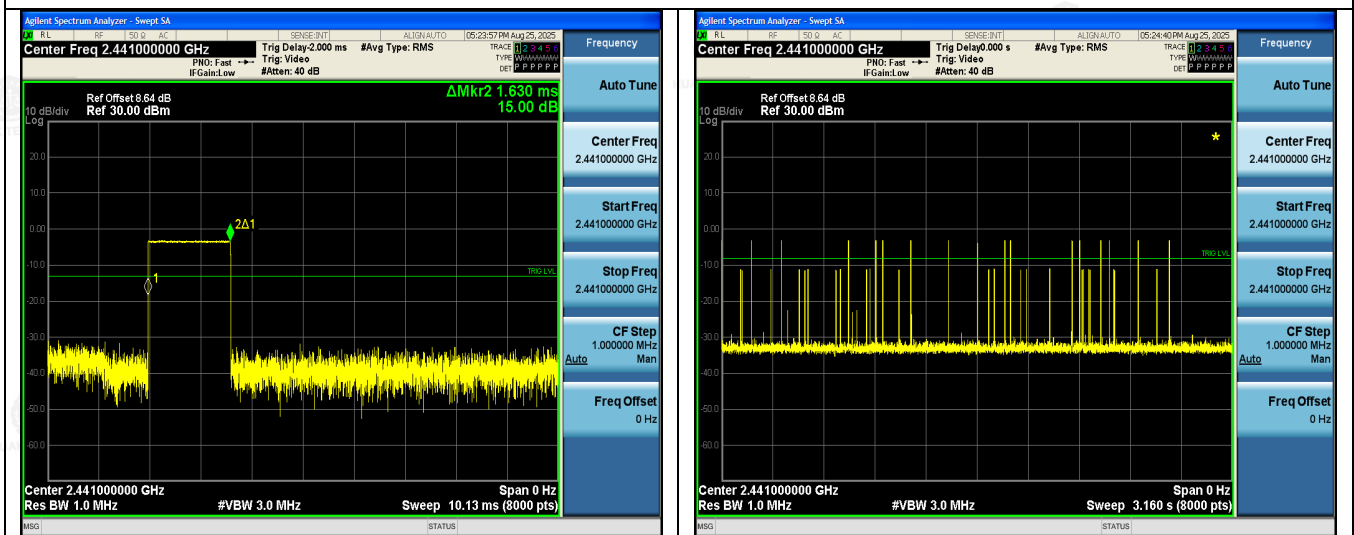 Agilent Spectrum Analyzer - Swept SA
RL RF 50 Ω AC SENSE:INT ALIGN AUTO 05:23:57 PM Aug 25, 2025
Center Freq 2.441000000 GHz
PNO: Fast
IFGain:Low
Trig Delay-2.000 ms
Trig: Video
#Atten: 40 dB
#Avg Type: RMS
TRACE 1 2 3 4 5 6
TYPE
DET P P P P P P
ΔMkr2 1.630 ms
15.00 dB
Ref Offset 8.64 dB
10 dB/div Ref 30.00 dBm
Log
20.0
10.0
0.00
-10.0
-20.0
-30.0
-40.0
-50.0
-60.0
2Δ1
1
TRIG LVL
Center 2.441000000 GHz Span 0 Hz
Res BW 1.0 MHz #VBW 3.0 MHz Sweep 10.13 ms (8000 pts)
MSG STATUS
Frequency
Auto Tune
Center Freq
2.441000000 GHz
Start Freq
2.441000000 GHz
Stop Freq
2.441000000 GHz
CF Step
1.000000 MHz
Auto Man
Freq Offset
0 Hz
Agilent Spectrum Analyzer - Swept SA
RL RF 50 Ω AC SENSE:INT ALIGN AUTO 05:24:40 PM Aug 25, 2025
Center Freq 2.441000000 GHz
PNO: Fast
IFGain:Low
Trig Delay0.000 s
Trig: Video
#Atten: 40 dB
#Avg Type: RMS
TRACE 1 2 3 4 5 6
TYPE
DET P P P P P P
Ref Offset 8.64 dB
10 dB/div Ref 30.00 dBm
Log
*
20.0
10.0
0.00
-10.0
-20.0
-30.0
-40.0
-50.0
-60.0
TRIG LVL
Center 2.441000000 GHz Span 0 Hz
Res BW 1.0 MHz #VBW 3.0 MHz Sweep 3.160 s (8000 pts)
MSG STATUS
Frequency
Auto Tune
Center Freq
2.441000000 GHz
Start Freq
2.441000000 GHz
Stop Freq
2.441000000 GHz
CF Step
1.000000 MHz
Auto Man
Freq Offset
0 Hz